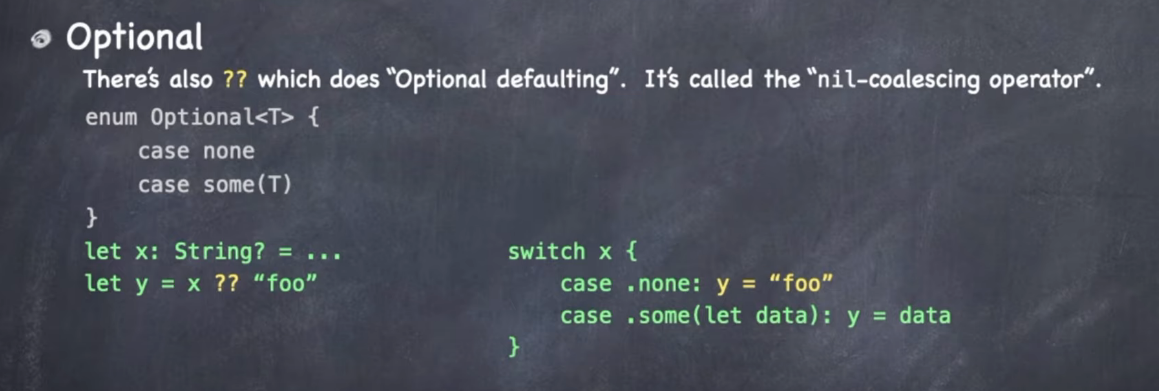 Optional
There's also ?? which does "Optional defaulting". It's called the "nil-coalescing operator".
enum Optional<T> {
    case none
    case some(T)
}
let x: String? = ...
let y = x ?? “foo”
switch x {
    case .none: y = “foo”
    case .some(let data): y = data
}